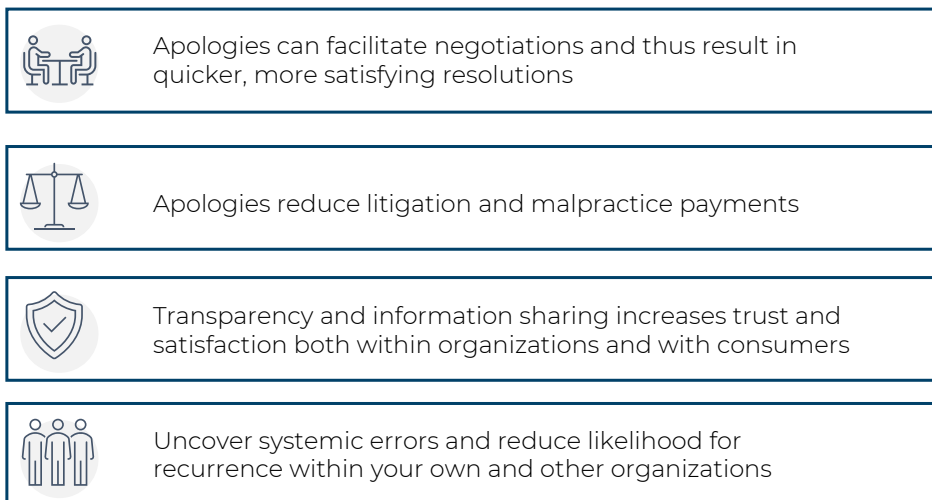 Apologies can facilitate negotiations and thus result in
quicker, more satisfying resolutions
Apologies reduce litigation and malpractice payments
Transparency and information sharing increases trust and
satisfaction both within organizations and with consumers
Uncover systemic errors and reduce likelihood for
recurrence within your own and other organizations